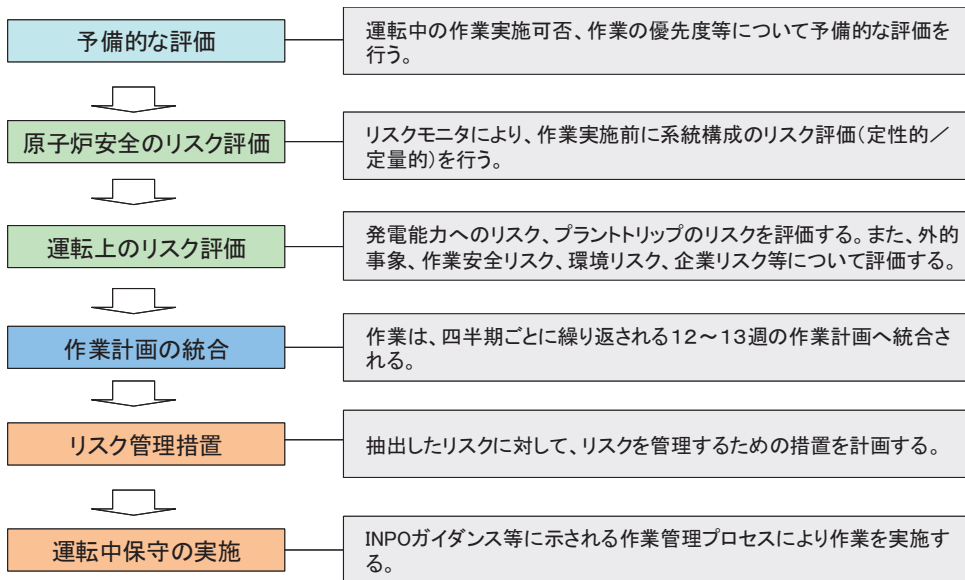 予備的な評価
運転中の作業実施可否、作業の優先度等について予備的な評価を
行う。
原子炉安全のリスク評価
リスクモニタにより、作業実施前に系統構成のリスク評価(定性的／
定量的)を行う。
運転上のリスク評価
発電能力へのリスク、プラントトリップのリスクを評価する。また、外的
事象、作業安全リスク、環境リスク、企業リスク等について評価する。
作業計画の統合
作業は、四半期ごとに繰り返される12～13週の作業計画へ統合さ
れる。
リスク管理措置
抽出したリスクに対して、リスクを管理するための措置を計画する。
運転中保守の実施
INPOガイダンス等に示される作業管理プロセスにより作業を実施す
る。